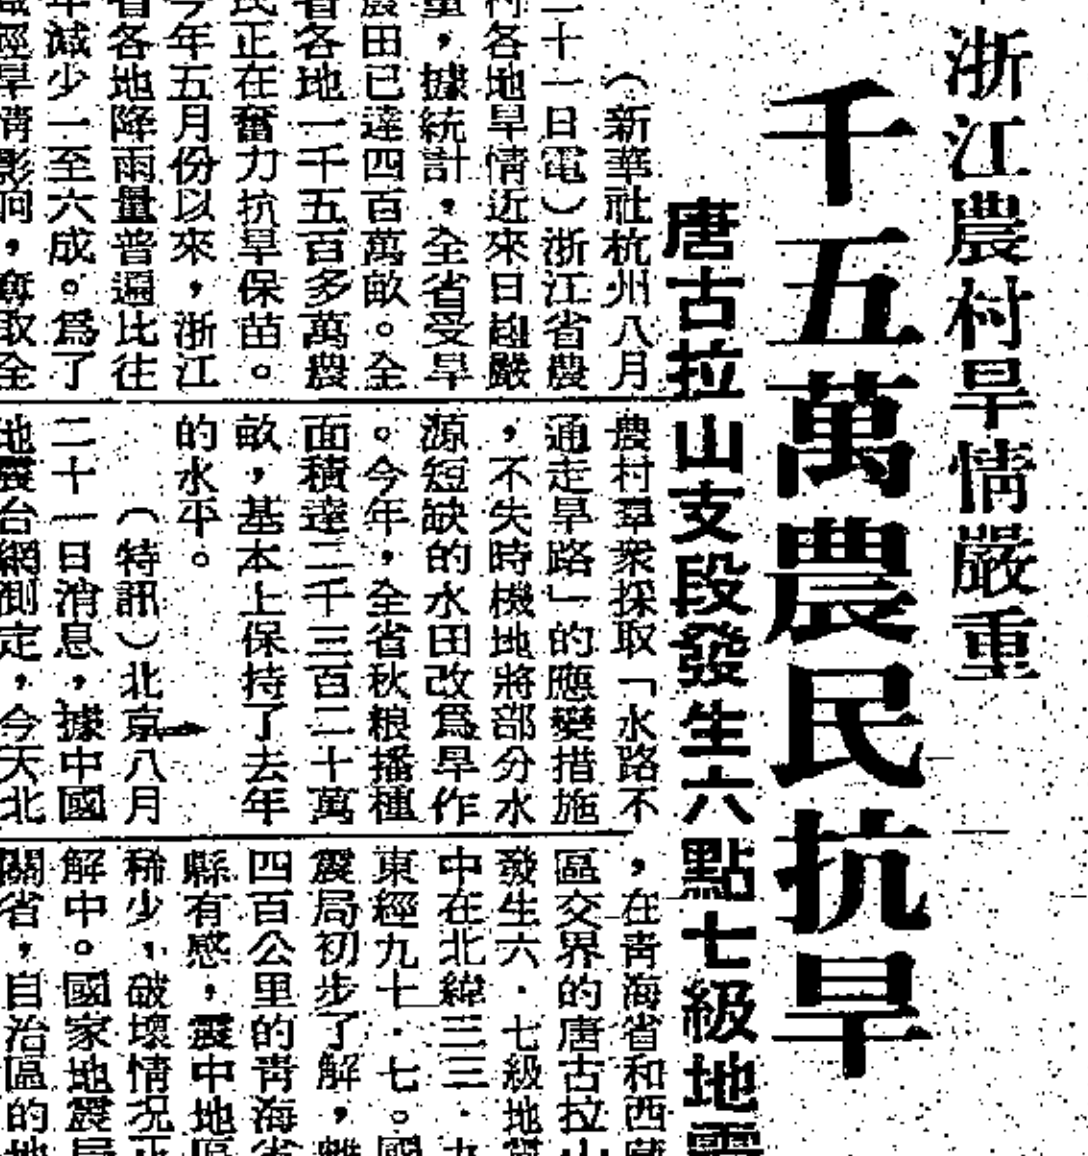 浙江農村旱情嚴重
千五萬農民抗旱
唐古拉山支段發生六點七級地震
（新華社杭州八月
二十一日電）浙江省農
村各地旱情近來日趨嚴
重，據統計，全省受旱
農田已達四百萬畝。全
省各地一千五百多萬農
民正在奮力抗旱保苗。
今年五月份以來，浙江
省各地降雨量普遍比往
年減少一至六成。爲了
減輕旱情影响，奪取全
農村羣衆採取「水路不
通走旱路」的應變措施
，不失時機地將部分水
源短缺的水田改爲旱作
。今年，全省秋粮播種
面積達二千三百二十萬
畝，基本上保持了去年
的水平。
（特訊）北京八月
二十一日消息，據中國
地震台網測定，今天北
，在青海省和西藏
區交界的唐古拉山
發生六．七級地震
中在北緯三三．九
東經九十．七。國
震局初步了解，離
四百公里的青海省
縣有感，震中地區
稀少，破壞情况正
解中。國家地震局
關省，自治區的地